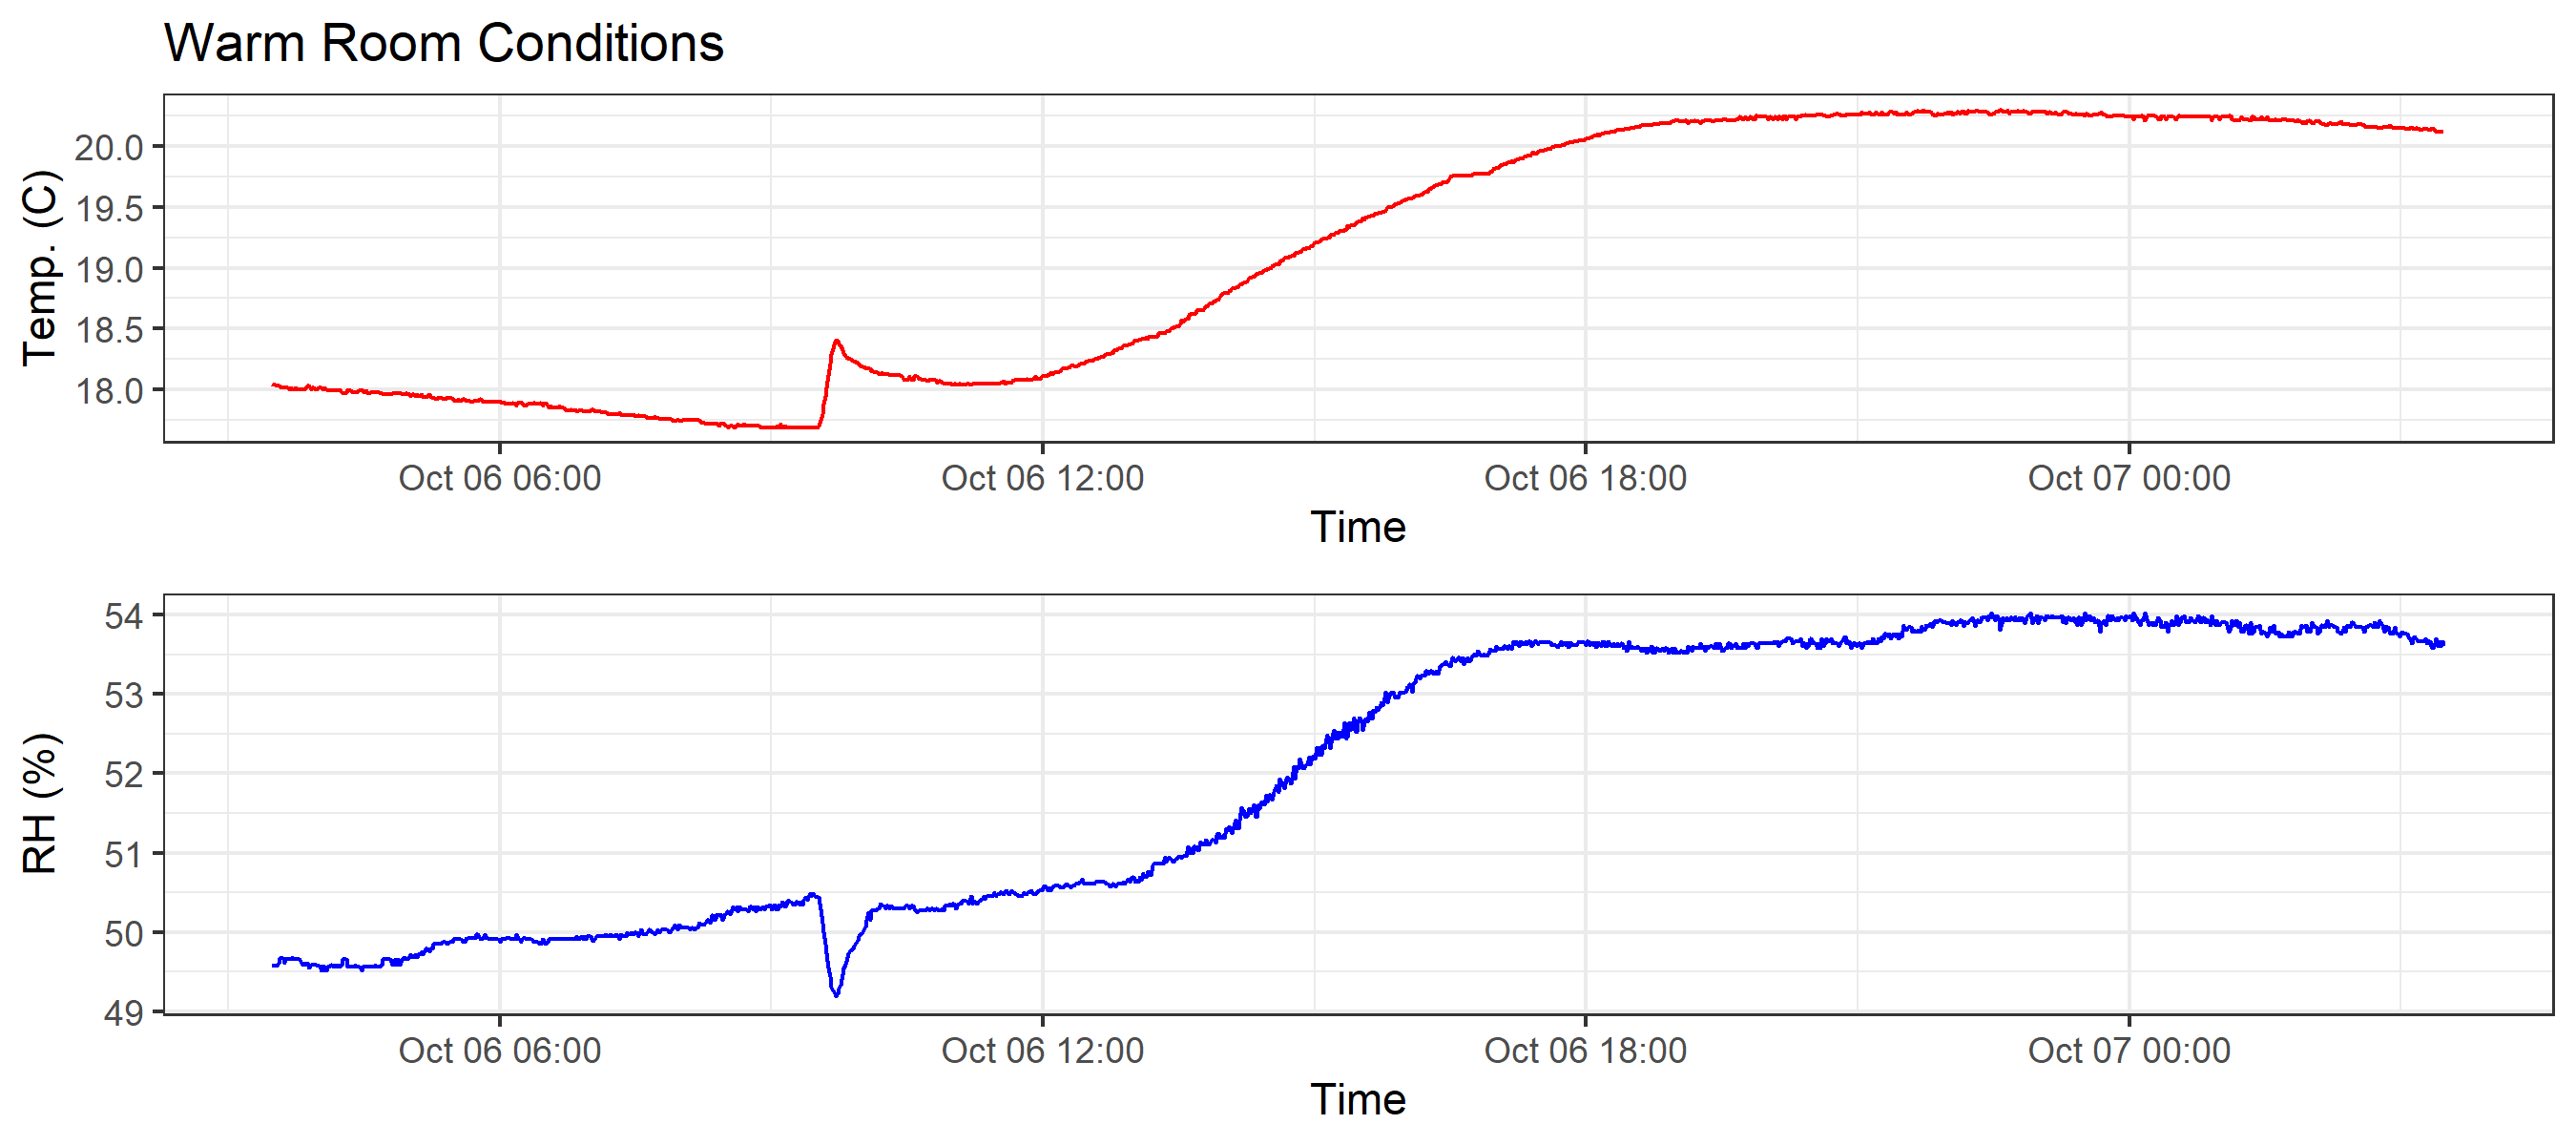 Warm Room Conditions
Temp. (C)
20.0
19.5
19.0
18.5
18.0
Oct 06 06:00 Oct 06 12:00 Oct 06 18:00 Oct 07 00:00
Time
RH (%)
54
53
52
51
50
49
Oct 06 06:00 Oct 06 12:00 Oct 06 18:00 Oct 07 00:00
Time